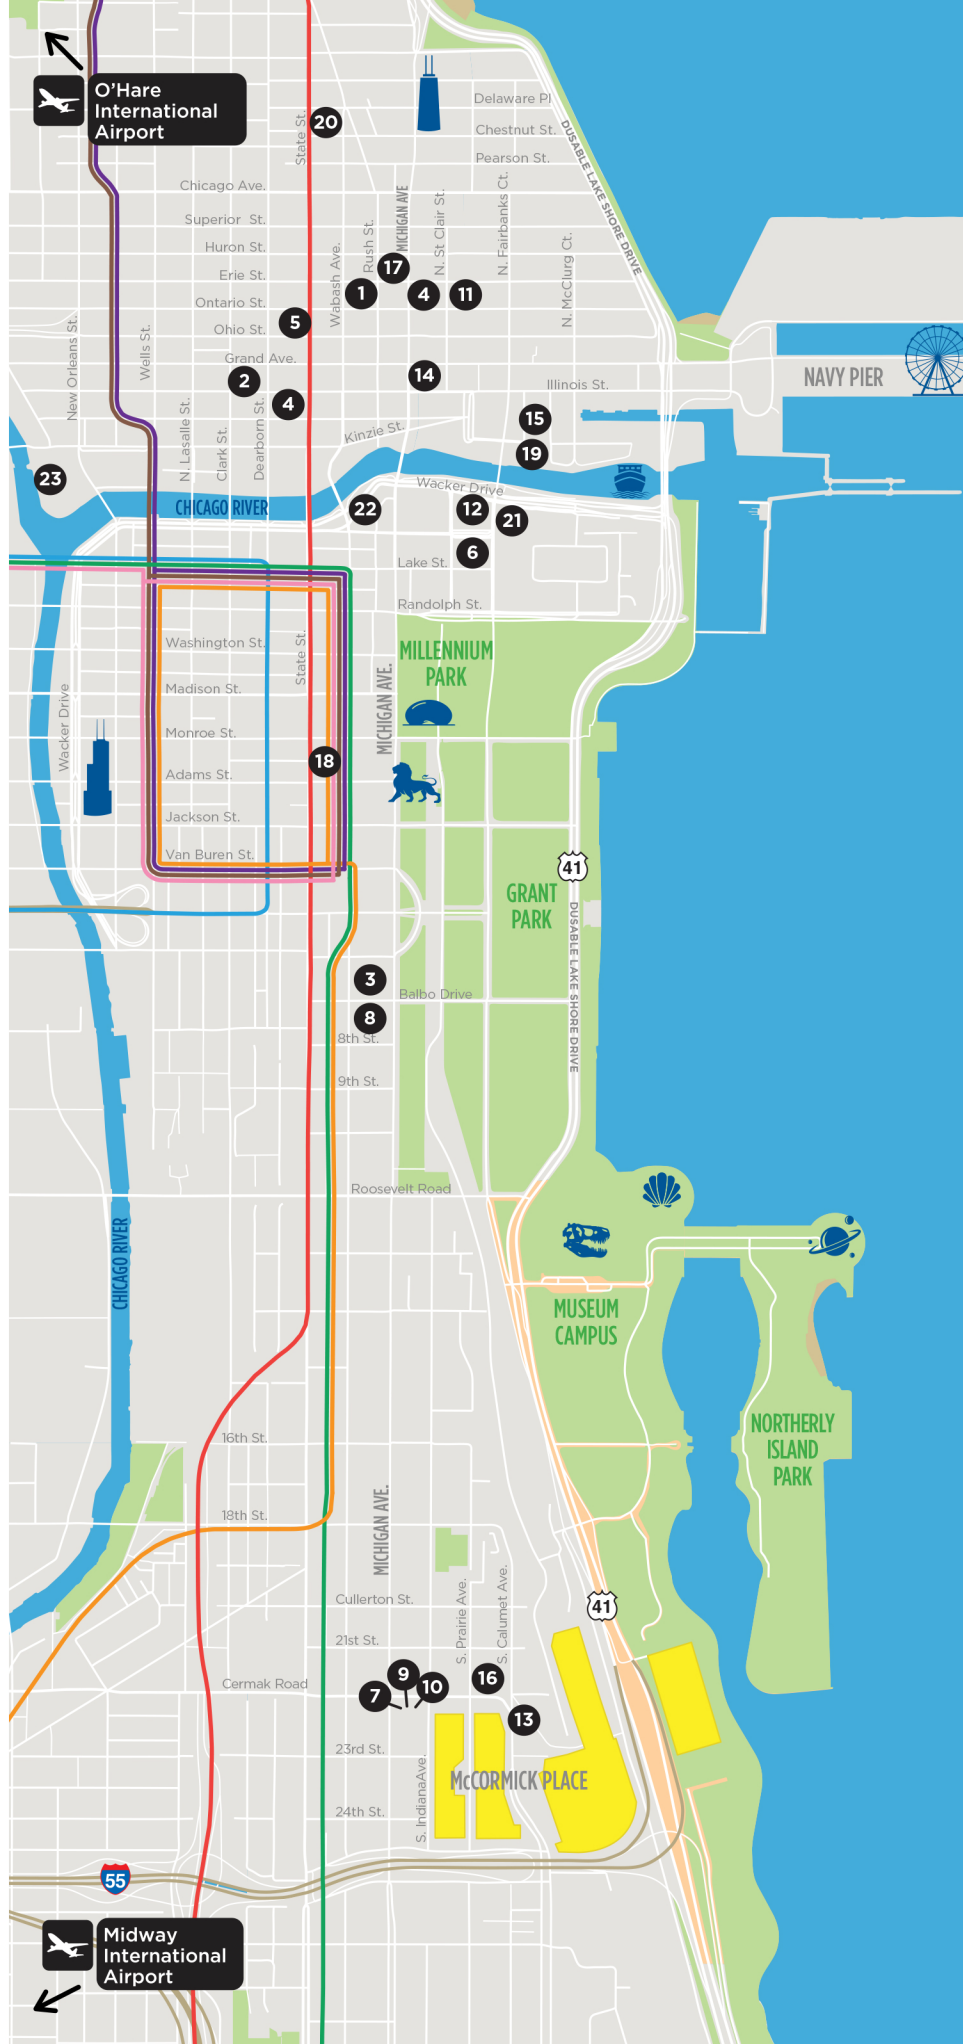 O'Hare
International
Airport
Delaware Pl
DUSABLE LAKE SHORE DRIVE
20
State St.
Chestnut St.
Pearson St.
Chicago Ave.
MICHIGAN AVE
N. St Clair St.
N. Fairbanks Ct.
Superior St.
Rush St.
Huron St.
Wabash Ave.
N. McClurg Ct.
17
Erie St.
1
4
11
Ontario St.
5
Ohio St.
New Orleans St.
Wells St.
Grand Ave.
NAVY PIER
2
14
Illinois St.
4
N. Lasalle St.
Clark St.
Dearborn St.
15
Kinzie St.
19
23
Wacker Drive
CHICAGO RIVER
22
12
21
6
Lake St.
Randolph St.
Washington St.
State St.
MILLENNIUM
PARK
Madison St.
MICHIGAN AVE.
Wacker Drive
Monroe St.
18
Adams St.
Jackson St.
Van Buren St.
41
GRANT
PARK
DUSABLE LAKE SHORE DRIVE
3
Balbo Drive
8
8th St.
9th St.
Roosevelt Road
CHICAGO RIVER
MUSEUM
CAMPUS
NORTHERLY
ISLAND
PARK
16th St.
MICHIGAN AVE.
18th St.
S. Prairie Ave.
S. Calumet Ave.
Cullerton St.
41
21st St.
9
16
Cermak Road
7
10
13
23rd St.
S. IndianaAve.
McCORMICK PLACE
24th St.
55
Midway
International
Airport